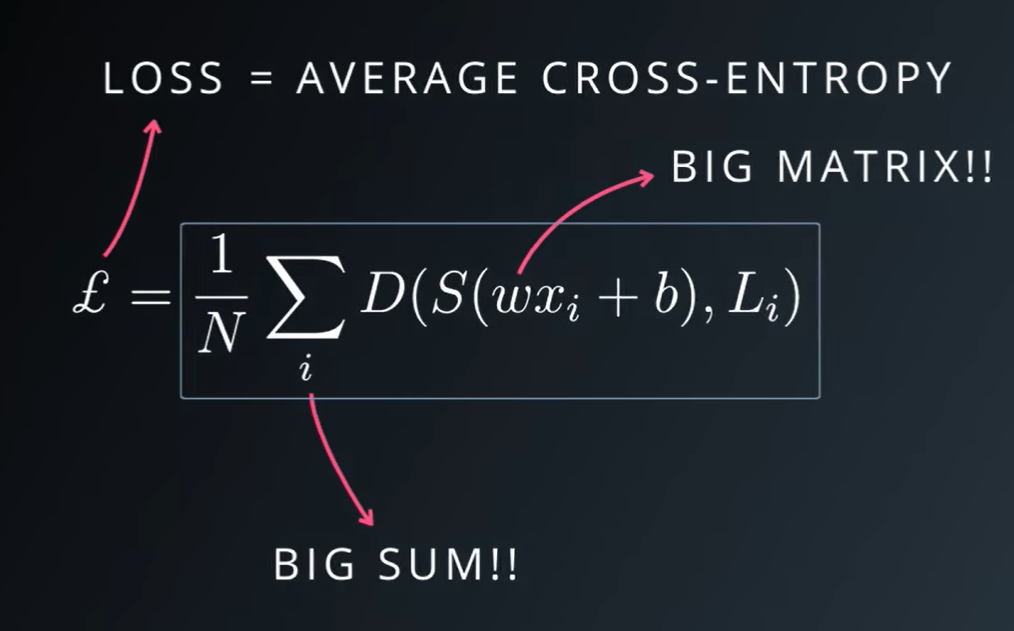 LOSS = AVERAGE CROSS-ENTROPY
BIG MATRIX!!
£ = 1/N ∑_i D(S(wx_i + b), L_i)
BIG SUM!!